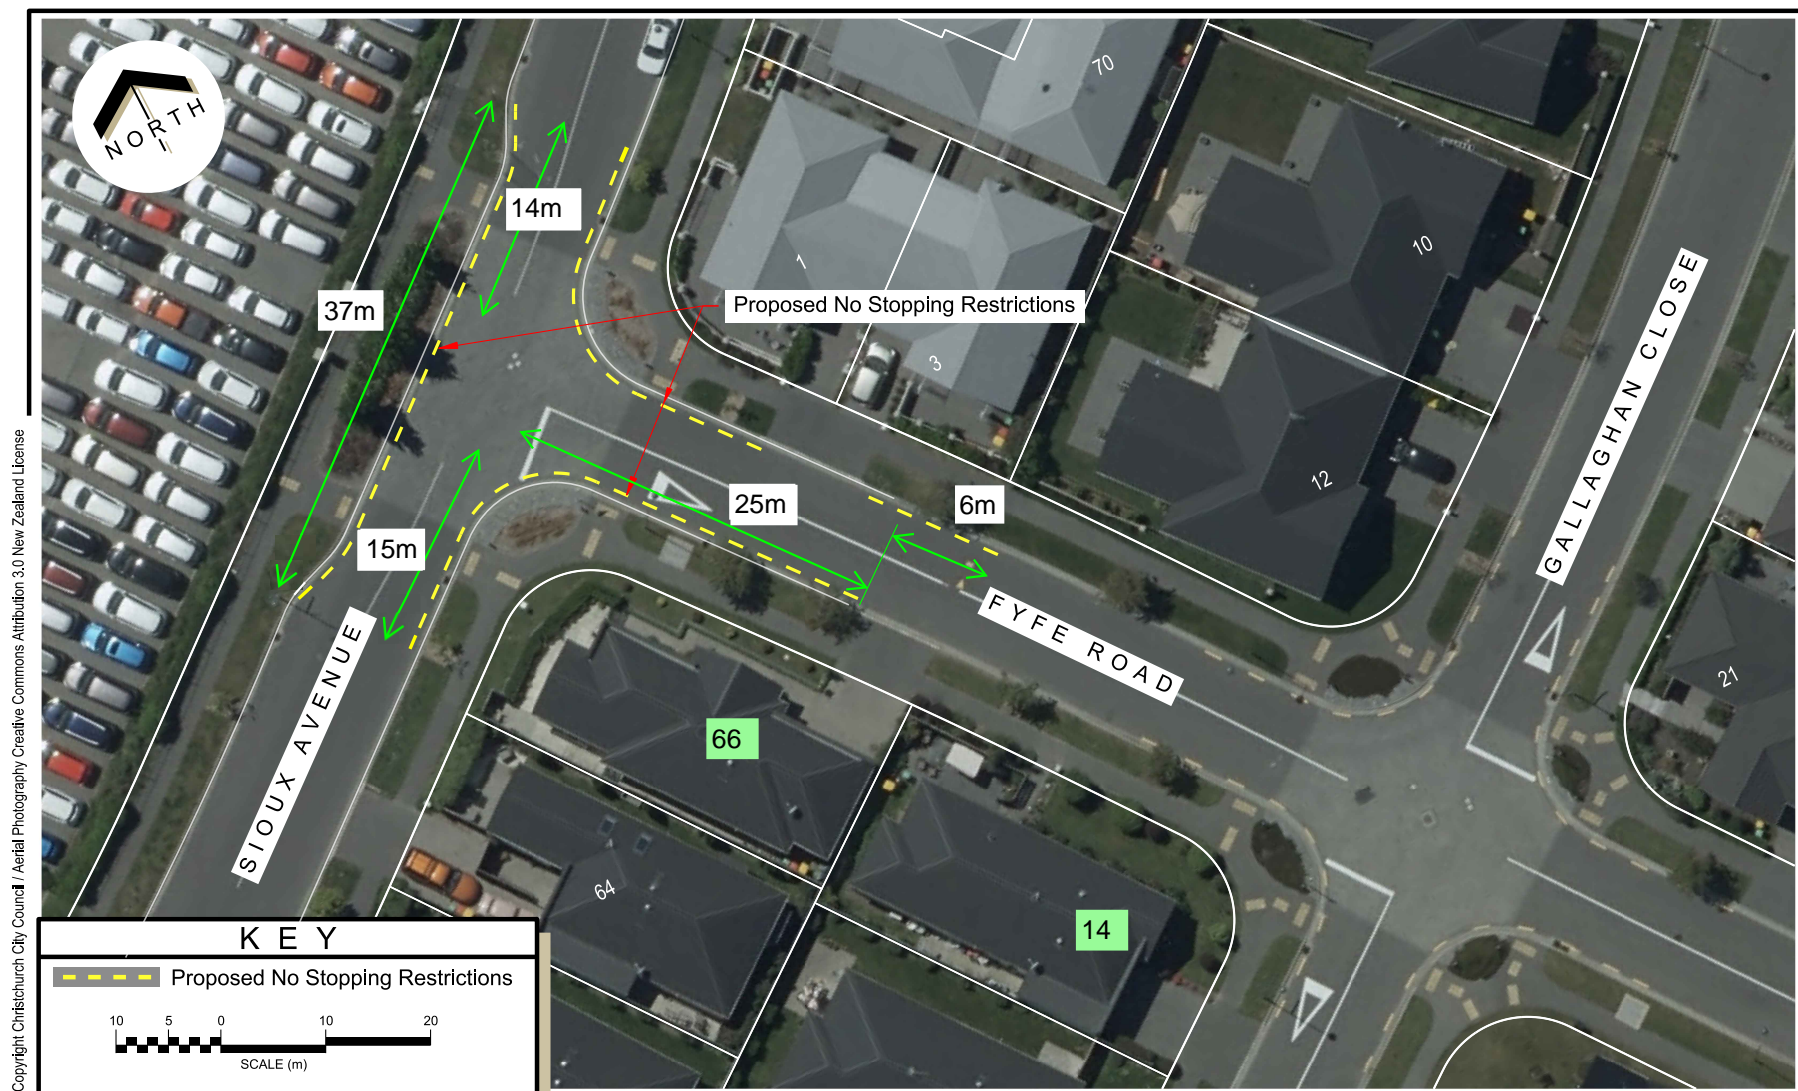 NORTH
70
14m
1
10
37m
Proposed No Stopping Restrictions
3
GALLAGHAN CLOSE
12
25m
6m
15m
FYFE ROAD
21
SIOUX AVENUE
66
64
14
KEY
Proposed No Stopping Restrictions
10 5 0 10 20
SCALE (m)
Copyright Christchurch City Council / Aerial Photography Creative Commons Attribution 3.0 New Zealand License